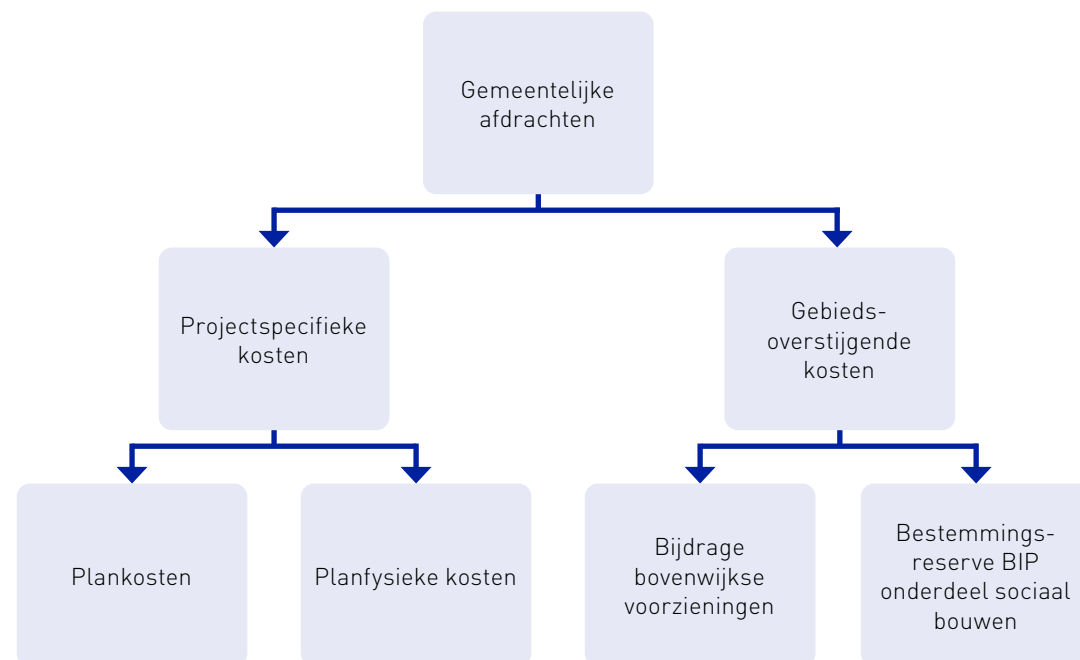 Gemeentelijke
afdrachten
Projectspecifieke
kosten
Gebieds-
overstijgende
kosten
Plankosten
Planfysieke kosten
Bijdrage
bovenwijkse
voorzieningen
Bestemmings-
reserve BIP
onderdeel sociaal
bouwen